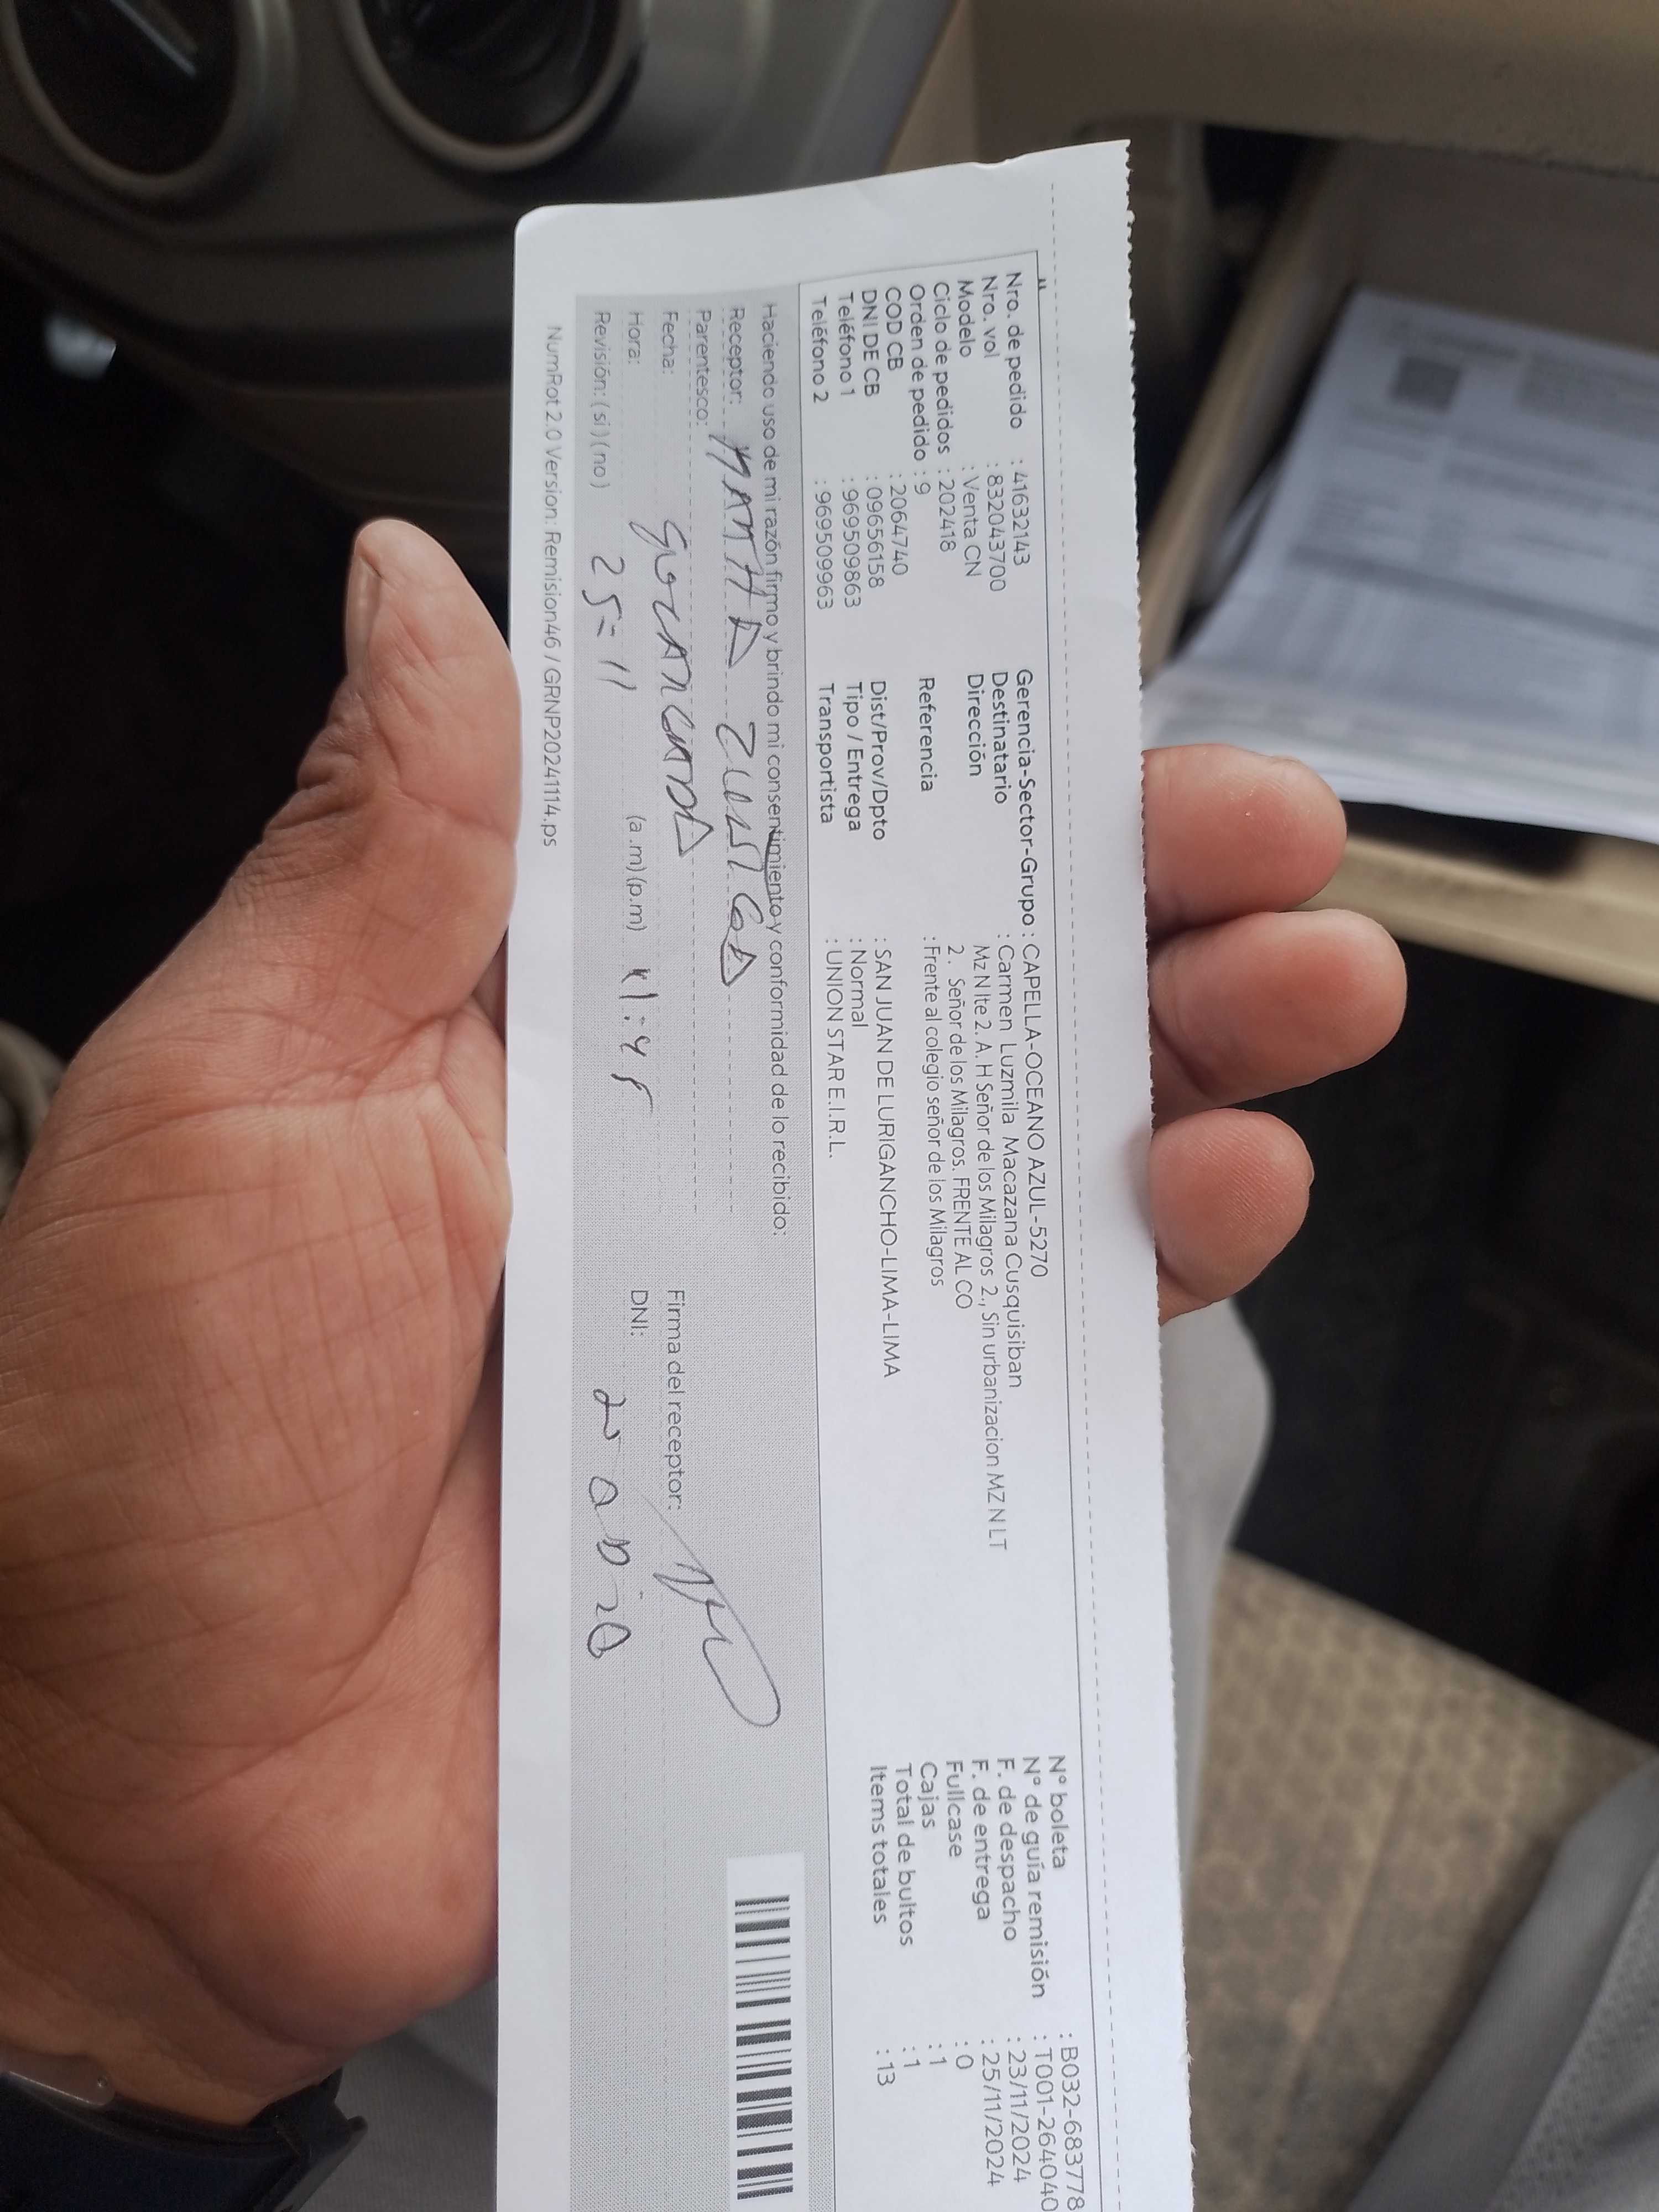 Nro. de pedido : 41632143
Nro. vol : 832043700
Modelo : Venta CN
Ciclo de pedidos : 202418
Orden de pedido : 9
COD CB : 2064740
DNI DE CB : 09656158
Teléfono 1 : 969509863
Teléfono 2 : 969509963
Gerencia-Sector-Grupo : CAPELLA-OCEANO AZUL-5270
Destinatario : Carmen Luzmila Macazana Cusquisiban
Dirección Mz N lte 2. A. H Señor de los Milagros 2., Sin urbanizacion MZ N LT
2. Señor de los Milagros. FRENTE AL CO
Referencia : Frente al colegio señor de los Milagros
Dist/Prov/Dpto : SAN JUAN DE LURIGANCHO-LIMA-LIMA
Tipo / Entrega : Normal
Transportista : UNION STAR E.I.R.L.
N° boleta : B032-683778
N° de guía remisión : T001-264040
F. de despacho : 23/11/2024
F. de entrega : 25/11/2024
Fullcase : 0
Cajas : 1
Total de bultos : 1
Items totales : 13
Haciendo uso de mi razón firmo y brindo mi consentimiento y conformidad de lo recibido:
Receptor:
Parentesco:
Fecha:
Hora: (a.m) (p.m)
Revisión: ( si ) ( no ) 25=11
Firma del receptor:
DNI:
NumRot 2.0 Version: Remision46 / GRNP20241114.ps